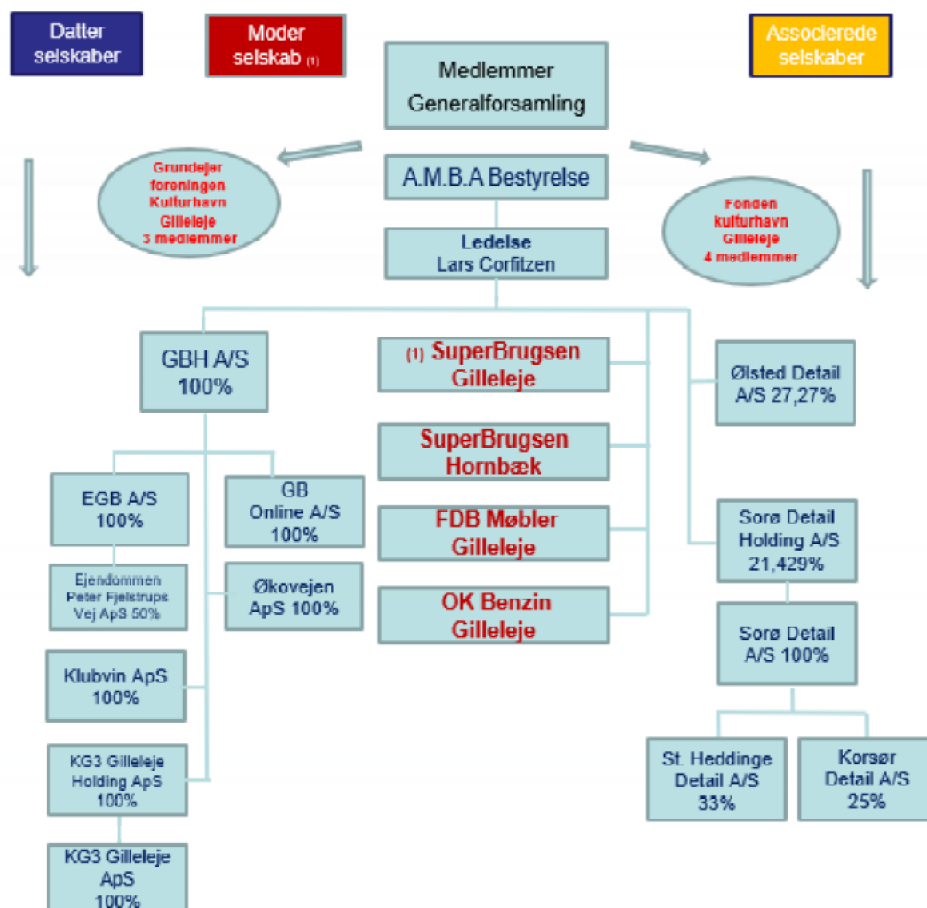 Datter
selskaber
Moder
selskab (1)
Associerede
selskaber
Medlemmer
Generalforsamling
Grundejer
foreningen
Kulturhavn
Gilleleje
3 medlemmer
A.M.B.A Bestyrelse
Fonden
kulturhavn
Gilleleje
4 medlemmer
Ledelse
Lars Corfitzen
GBH A/S
100%
(1) SuperBrugsen
Gilleleje
Ølsted Detail
A/S 27,27%
SuperBrugsen
Hornbæk
EGB A/S
100%
GB
Online A/S
100%
FDB Møbler
Gilleleje
Sorø Detail
Holding A/S
21,429%
Ejendommen
Peter Fjelstrups
Vej ApS 50%
Økovejen
ApS 100%
OK Benzin
Gilleleje
Sorø Detail
A/S 100%
Klubvin ApS
100%
KG3 Gilleleje
Holding ApS
100%
St. Heddinge
Detail A/S
33%
Korsør
Detail A/S
25%
KG3 Gilleleje
ApS
100%